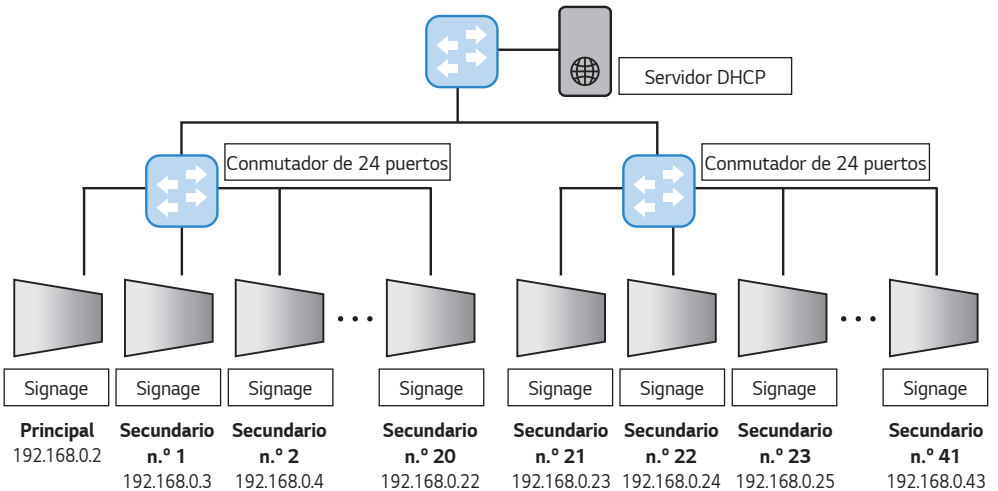 Servidor DHCP
Conmutador de 24 puertos
Conmutador de 24 puertos
Signage
Signage
Signage
Signage
Signage
Signage
Signage
Signage
Principal
192.168.0.2
Secundario
n.º 1
192.168.0.3
Secundario
n.º 2
192.168.0.4
Secundario
n.º 20
192.168.0.22
Secundario
n.º 21
192.168.0.23
Secundario
n.º 22
192.168.0.24
Secundario
n.º 23
192.168.0.25
Secundario
n.º 41
192.168.0.43